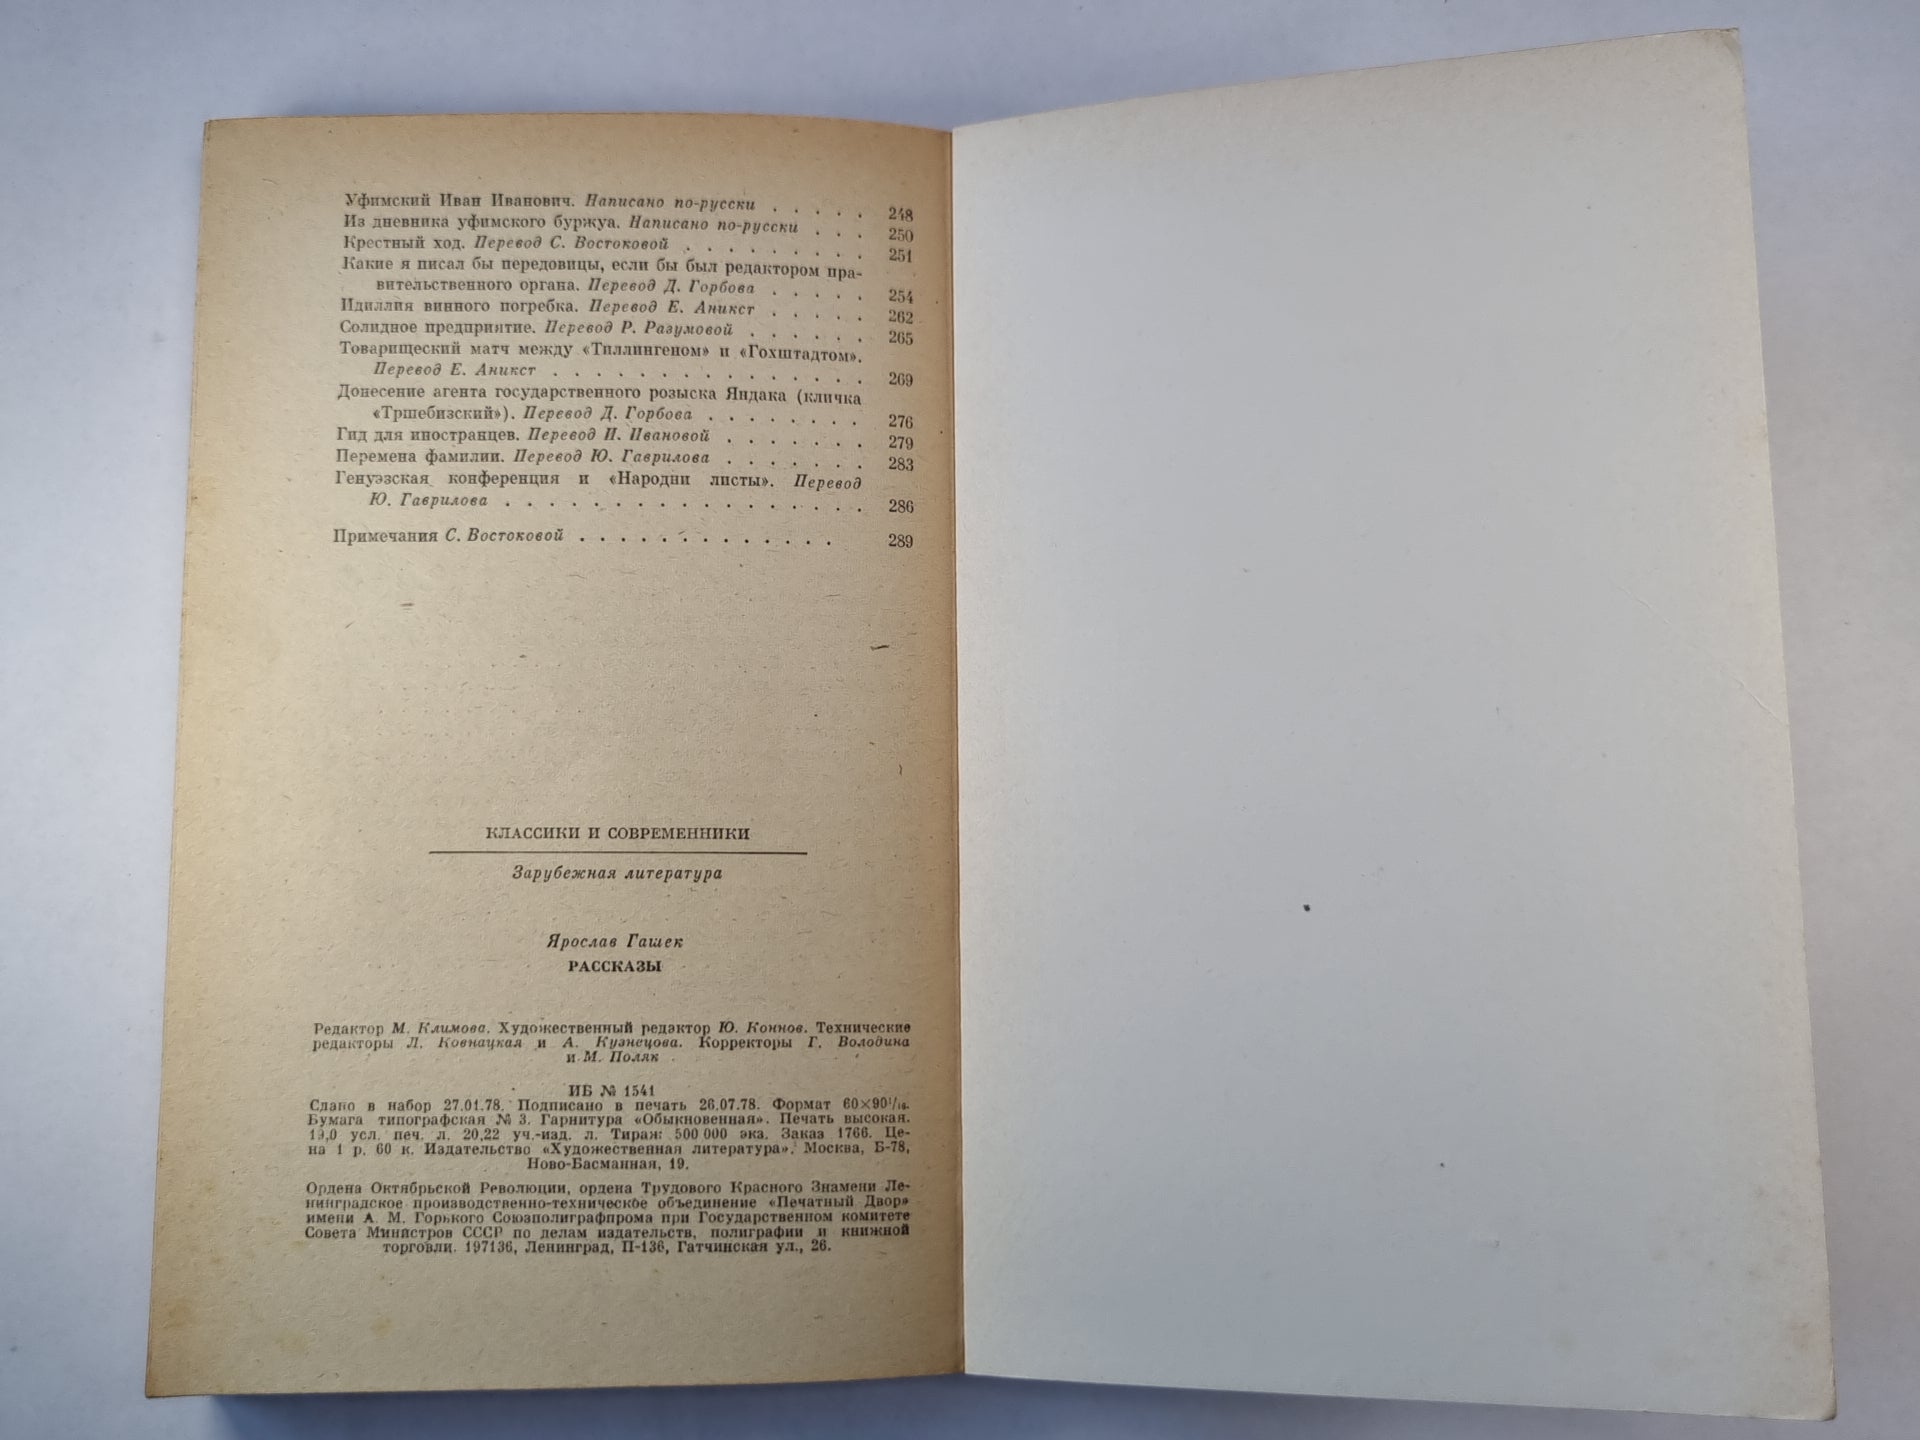 Уфимский Иван Иванович. Написано по-русски . . . . . 248
Из дневника уфимского буржуа. Написано по-русски . . . 250
Крестный ход. Перевод С. Востоковой . . . . . . . . 251
Какие я писал бы передовицы, если бы был редактором пра-
вительственного органа. Перевод Д. Горбова . . . . . 254
Идиллия винного погребка. Перевод Е. Аникст . . . . . 262
Солидное предприятие. Перевод Р. Разумовой . . . . . . 265
Товарищеский матч между «Тиллингеном» и «Гохштадтом».
Перевод Е. Аникст . . . . . . . . . . . . . . . 269
Донесение агента государственного розыска Яндака (кличка
«Тршебизский»). Перевод Д. Горбова . . . . . . . 276
Гид для иностранцев. Перевод И. Ивановой . . . . . . . 279
Перемена фамилии. Перевод Ю. Гаврилова . . . . . . . 283
Генуэзская конференция и «Народни листы». Перевод
Ю. Гаврилова . . . . . . . . . . . . . . . . . 286
Примечания С. Востоковой . . . . . . . . . . . . . 289
КЛАССИКИ И СОВРЕМЕННИКИ
Зарубежная литература
Ярослав Гашек
РАССКАЗЫ
Редактор М. Климова. Художественный редактор Ю. Коннов. Технические
редакторы Л. Ковнацкая и А. Кузнецова. Корректоры Г. Володина
и М. Поляк
ИБ № 1541
Сдано в набор 27.01.78. Подписано в печать 26.07.78. Формат 60×90¹/₁₆.
Бумага типографская № 3. Гарнитура «Обыкновенная». Печать высокая.
19,0 усл. печ. л. 20,22 уч.-изд. л. Тираж 500 000 экз. Заказ 1766. Це-
на 1 р. 60 к. Издательство «Художественная литература». Москва, Б-78,
Ново-Басманная, 19.
Ордена Октябрьской Революции, ордена Трудового Красного Знамени Ле-
нинградское производственно-техническое объединение «Печатный Двор»
имени А. М. Горького Союзполиграфпрома при Государственном комитете
Совета Министров СССР по делам издательств, полиграфии и книжной
торговли. 197136, Ленинград, П-136, Гатчинская ул., 26.